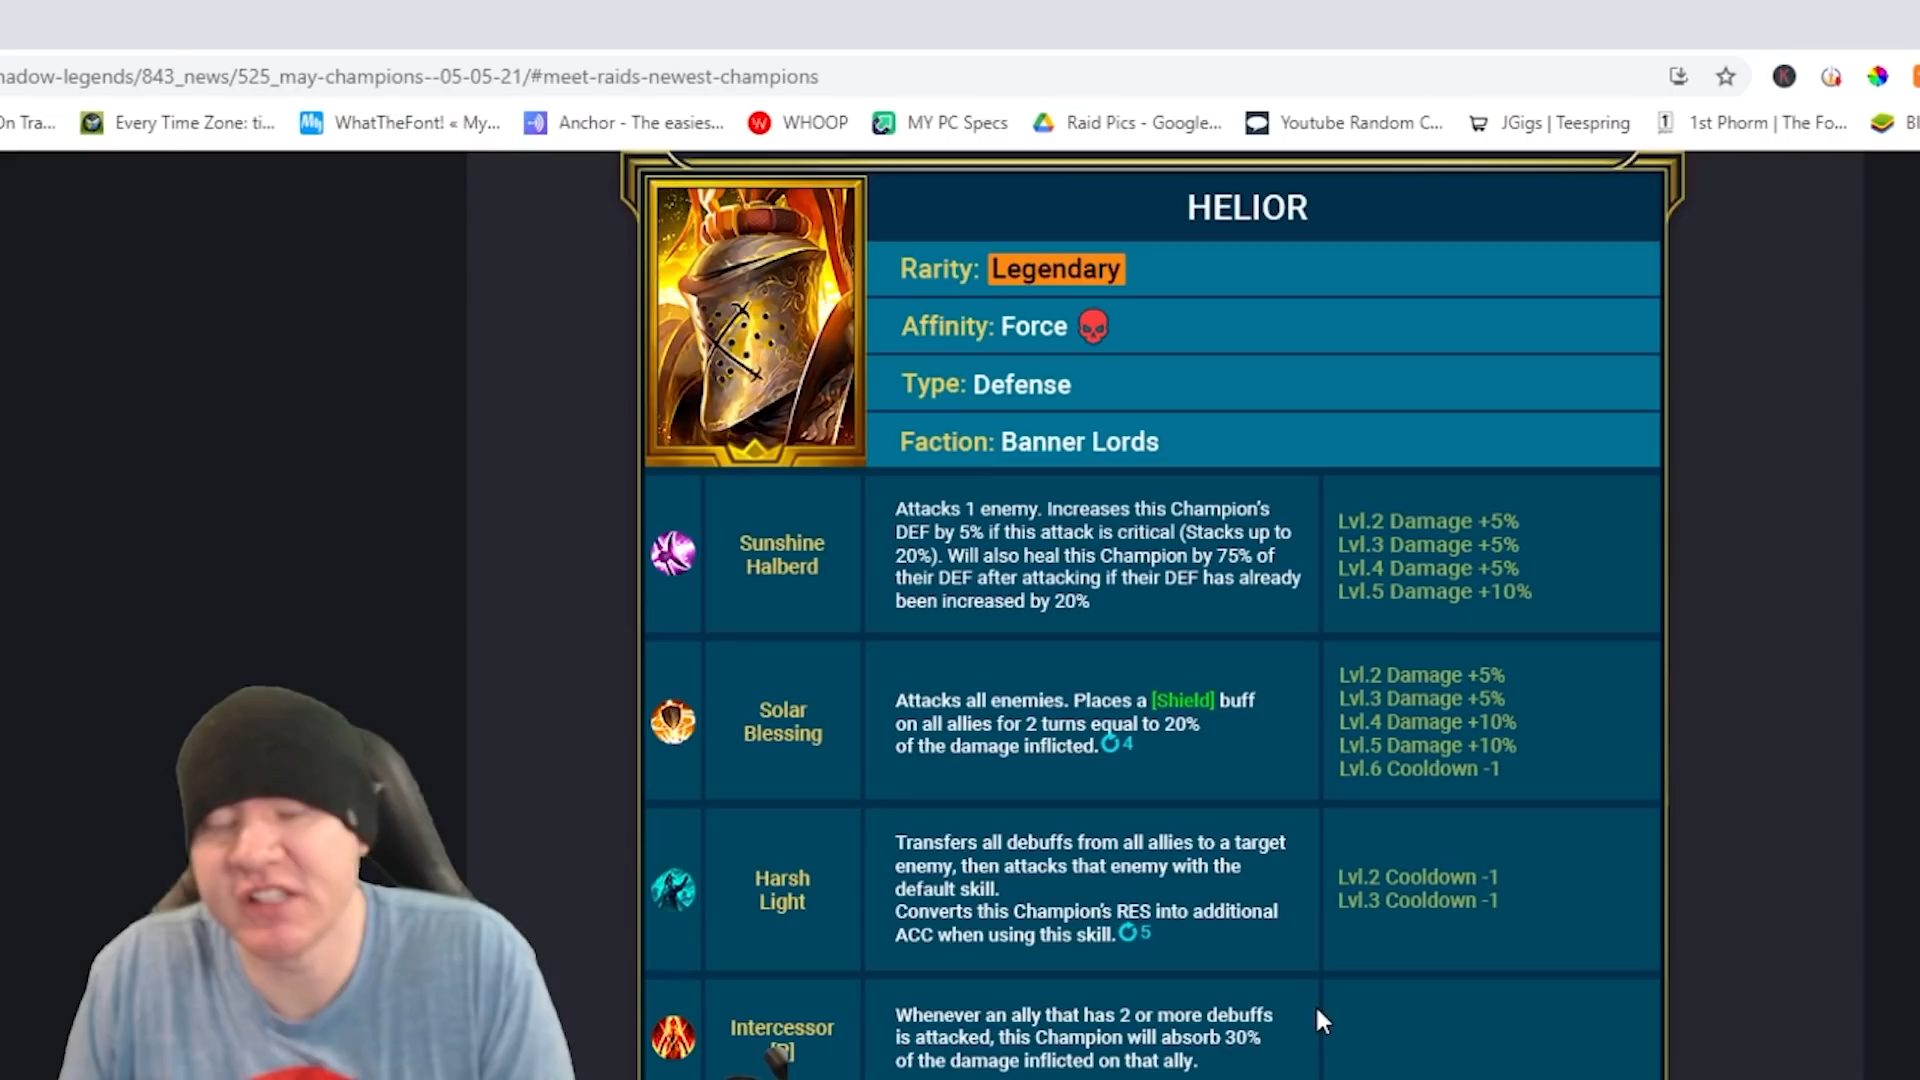 hadow-legends/843_news/525_may-champions--05-05-21/#meet-raids-newest-champions
On Tra...
Every Time Zone: ti...
WhatTheFont! « My...
Anchor - The easies...
WHOOP
MY PC Specs
Raid Pics - Google...
Youtube Random C...
JGigs | Teespring
1st Phorm | The Fo...
HELIOR
Rarity: Legendary
Affinity: Force
Type: Defense
Faction: Banner Lords
Sunshine
Halberd
Attacks 1 enemy. Increases this Champion's
DEF by 5% if this attack is critical (Stacks up to
20%). Will also heal this Champion by 75% of
their DEF after attacking if their DEF has already
been increased by 20%
Lvl.2 Damage +5%
Lvl.3 Damage +5%
Lvl.4 Damage +5%
Lvl.5 Damage +10%
Solar
Blessing
Attacks all enemies. Places a [Shield] buff
on all allies for 2 turns equal to 20%
of the damage inflicted. 4
Lvl.2 Damage +5%
Lvl.3 Damage +5%
Lvl.4 Damage +10%
Lvl.5 Damage +10%
Lvl.6 Cooldown -1
Harsh
Light
Transfers all debuffs from all allies to a target
enemy, then attacks that enemy with the
default skill.
Converts this Champion's RES into additional
ACC when using this skill. 5
Lvl.2 Cooldown -1
Lvl.3 Cooldown -1
Intercessor
[P]
Whenever an ally that has 2 or more debuffs
is attacked, this Champion will absorb 30%
of the damage inflicted on that ally.